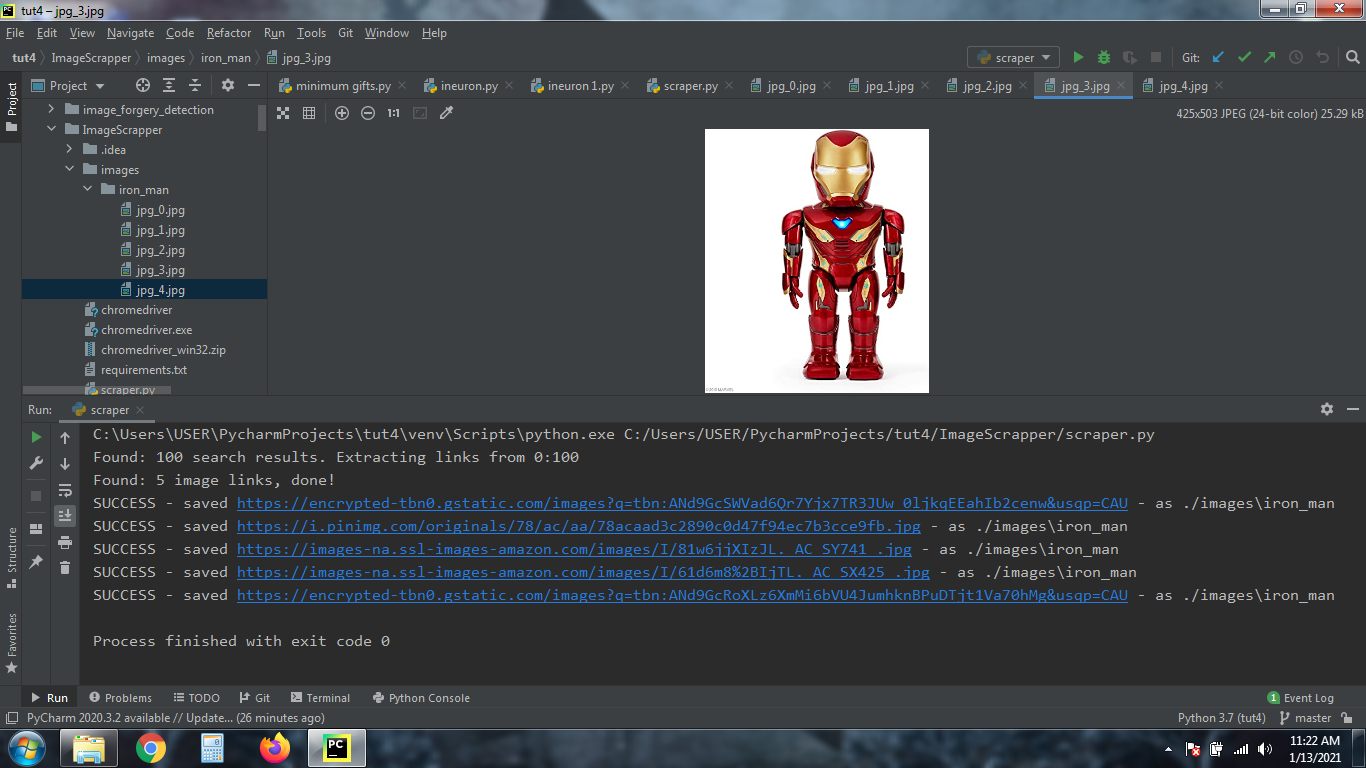 tut4 – jpg_3.jpg
File Edit View Navigate Code Refactor Run Tools Git Window Help
tut4 ImageScrapper images iron_man jpg_3.jpg scraper Git:
Project minimum gifts.py ineuron.py ineuron 1.py scraper.py jpg_0.jpg jpg_1.jpg jpg_2.jpg jpg_3.jpg jpg_4.jpg
Project
1:1 425x503 JPEG (24-bit color) 25.29 kB
image_forgery_detection
ImageScrapper
.idea
images
iron_man
jpg_0.jpg
jpg_1.jpg
jpg_2.jpg
jpg_3.jpg
jpg_4.jpg
chromedriver
chromedriver.exe
chromedriver_win32.zip
requirements.txt
scraper.py
Run: scraper
C:\Users\USER\PycharmProjects\tut4\venv\Scripts\python.exe C:/Users/USER/PycharmProjects/tut4/ImageScrapper/scraper.py
Found: 100 search results. Extracting links from 0:100
Found: 5 image links, done!
SUCCESS - saved https://encrypted-tbn0.gstatic.com/images?q=tbn:ANd9GcSWVad6Qr7Yjx7TR3JUw_0ljkqEEahIb2cenw&usqp=CAU - as ./images\iron_man
SUCCESS - saved https://i.pinimg.com/originals/78/ac/aa/78acaad3c2890c0d47f94ec7b3cce9fb.jpg - as ./images\iron_man
SUCCESS - saved https://images-na.ssl-images-amazon.com/images/I/81w6jjXIzJL._AC_SY741_.jpg - as ./images\iron_man
SUCCESS - saved https://images-na.ssl-images-amazon.com/images/I/61d6m8%2BIjTL._AC_SX425_.jpg - as ./images\iron_man
SUCCESS - saved https://encrypted-tbn0.gstatic.com/images?q=tbn:ANd9GcRoXLz6XmMi6bVU4JumhknBPuDTjt1Va70hMg&usqp=CAU - as ./images\iron_man
Process finished with exit code 0
Structure
Favorites
Run Problems TODO Git Terminal Python Console 1 Event Log
PyCharm 2020.3.2 available // Update... (26 minutes ago) Python 3.7 (tut4) master
PC 11:22 AM
1/13/2021